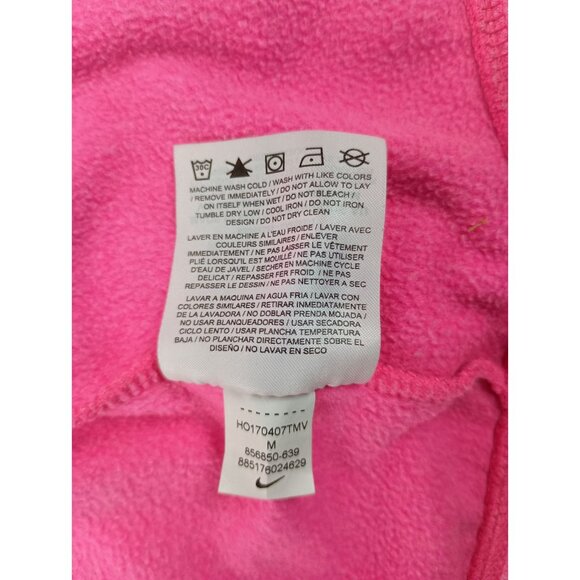 30C
MACHINE WASH COLD / WASH WITH LIKE COLORS
/ REMOVE IMMEDIATELY / DO NOT ALLOW TO LAY
ON ITSELF WHEN WET / DO NOT BLEACH /
TUMBLE DRY LOW / COOL IRON / DO NOT IRON
DESIGN / DO NOT DRY CLEAN
LAVER EN MACHINE A L'EAU FROIDE / LAVER AVEC
COULEURS SIMILAIRES / ENLEVER
IMMEDIATEMENT / NE PAS LAISSER LE VÊTEMENT
PLIÉ LORSQU'IL EST MOUILLÉ / NE PAS UTILISER
D'EAU DE JAVEL / SECHER EN MACHINE CYCLE
DELICAT / REPASSER FER FROID / NE PAS
REPASSER LE DESSIN / NE PAS NETTOYER A SEC
LAVAR A MAQUINA EN AGUA FRIA / LAVAR CON
COLORES SIMILARES / RETIRAR INMEDIATAMENTE
DE LA LAVADORA / NO DOBLAR PRENDA MOJADA /
NO USAR BLANQUEADORES / USAR SECADORA
CICLO LENTO / USAR PLANCHA TEMPERATURA
BAJA / NO PLANCHAR DIRECTAMENTE SOBRE EL
DISEÑO / NO LAVAR EN SECO
HO170407TMV
M
856850-639
885176024629